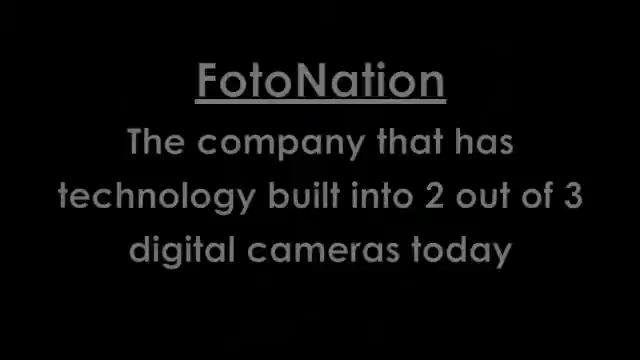 FotoNation
The company that has
technology built into 2 out of 3
digital cameras today